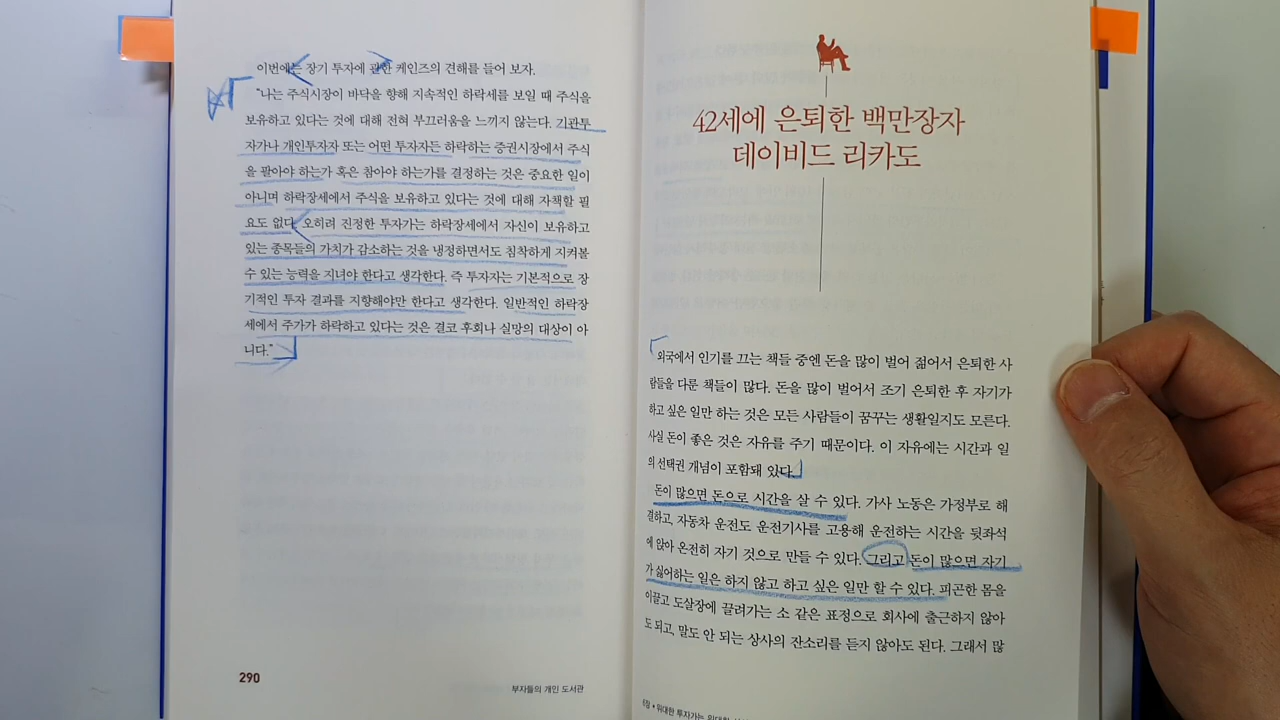 이번에는 장기 투자에 관한 케인즈의 견해를 들어 보자.
“나는 주식시장이 바닥을 향해 지속적인 하락세를 보일 때 주식을
보유하고 있다는 것에 대해 전혀 부끄러움을 느끼지 않는다. 기관투
자가나 개인투자자 또는 어떤 투자자든 하락하는 증권시장에서 주식
을 팔아야 하는가 혹은 참아야 하는가를 결정하는 것은 중요한 일이
아니며 하락장세에서 주식을 보유하고 있다는 것에 대해 자책할 필
요도 없다. 오히려 진정한 투자가는 하락장세에서 자신이 보유하고
있는 종목들의 가치가 감소하는 것을 냉정하면서도 침착하게 지켜볼
수 있는 능력을 지녀야 한다고 생각한다. 즉 투자자는 기본적으로 장
기적인 투자 결과를 지향해야만 한다고 생각한다. 일반적인 하락장
세에서 주가가 하락하고 있다는 것은 결코 후회나 실망의 대상이 아
니다.”
290
부자들의 개인 도서관
42세에 은퇴한 백만장자
데이비드 리카도
외국에서 인기를 끄는 책들 중엔 돈을 많이 벌어 젊어서 은퇴한 사
람들을 다룬 책들이 많다. 돈을 많이 벌어서 조기 은퇴한 후 자기가
하고 싶은 일만 하는 것은 모든 사람들이 꿈꾸는 생활일지도 모른다.
사실 돈이 좋은 것은 자유를 주기 때문이다. 이 자유에는 시간과 일
의 선택권 개념이 포함돼 있다.
돈이 많으면 돈으로 시간을 살 수 있다. 가사 노동은 가정부로 해
결하고, 자동차 운전도 운전기사를 고용해 운전하는 시간을 뒷좌석
에 앉아 온전히 자기 것으로 만들 수 있다. 그리고 돈이 많으면 자기
가 싫어하는 일은 하지 않고 하고 싶은 일만 할 수 있다. 피곤한 몸을
이끌고 도살장에 끌려가는 소 같은 표정으로 회사에 출근하지 않아
도 되고, 말도 안 되는 상사의 잔소리를 듣지 않아도 된다. 그래서 많
위대한 투자가는